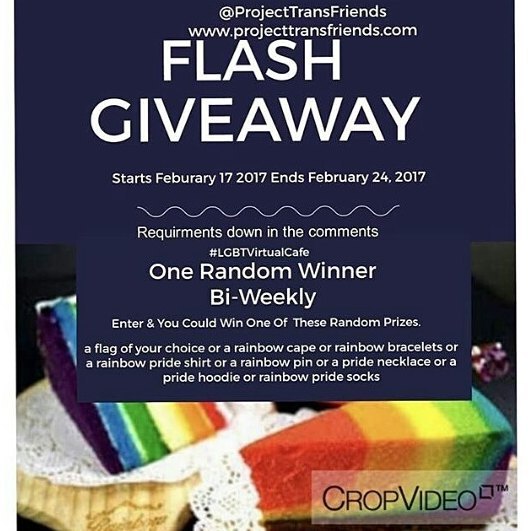 @ProjectTransFriends
www.projecttransfriends.com
FLASH
GIVEAWAY
Starts Feburary 17 2017 Ends February 24, 2017
Requirments down in the comments
#LGBTVirtualCafe
One Random Winner
Bi-Weekly
Enter & You Could Win One Of These Random Prizes.
a flag of your choice or a rainbow cape or rainbow bracelets or
a rainbow pride shirt or a rainbow pin or a pride necklace or a
pride hoodie or rainbow pride socks
CROPVIDEO™